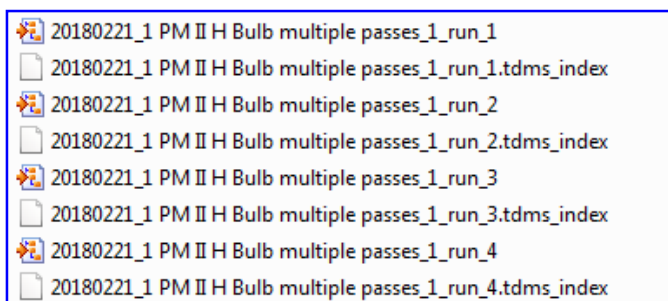 20180221_1 PM II H Bulb multiple passes_1_run_1
20180221_1 PM II H Bulb multiple passes_1_run_1.tdms_index
20180221_1 PM II H Bulb multiple passes_1_run_2
20180221_1 PM II H Bulb multiple passes_1_run_2.tdms_index
20180221_1 PM II H Bulb multiple passes_1_run_3
20180221_1 PM II H Bulb multiple passes_1_run_3.tdms_index
20180221_1 PM II H Bulb multiple passes_1_run_4
20180221_1 PM II H Bulb multiple passes_1_run_4.tdms_index